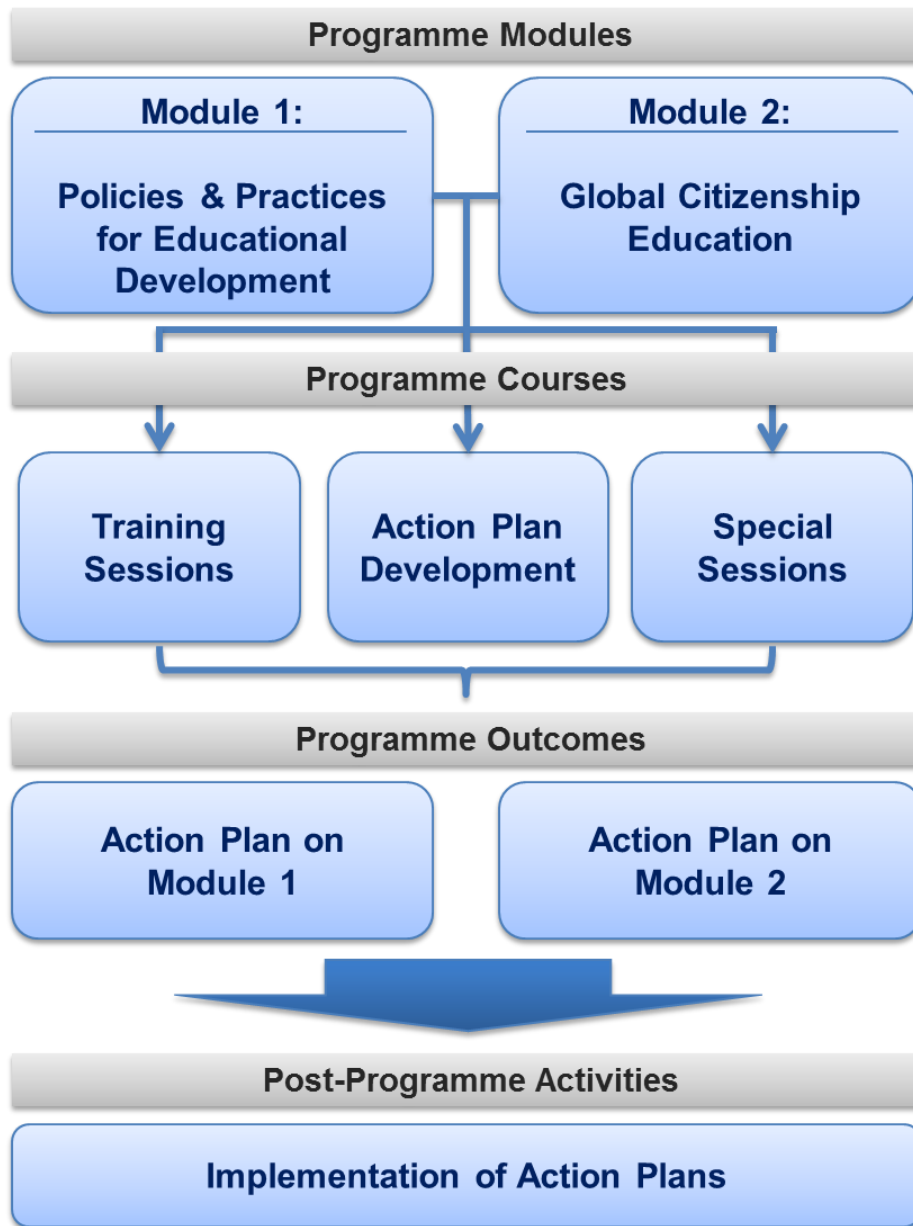 Programme Modules
Module 1:
Policies & Practices
for Educational
Development
Module 2:
Global Citizenship
Education
Programme Courses
Training
Sessions
Action Plan
Development
Special
Sessions
Programme Outcomes
Action Plan on
Module 1
Action Plan on
Module 2
Post-Programme Activities
Implementation of Action Plans